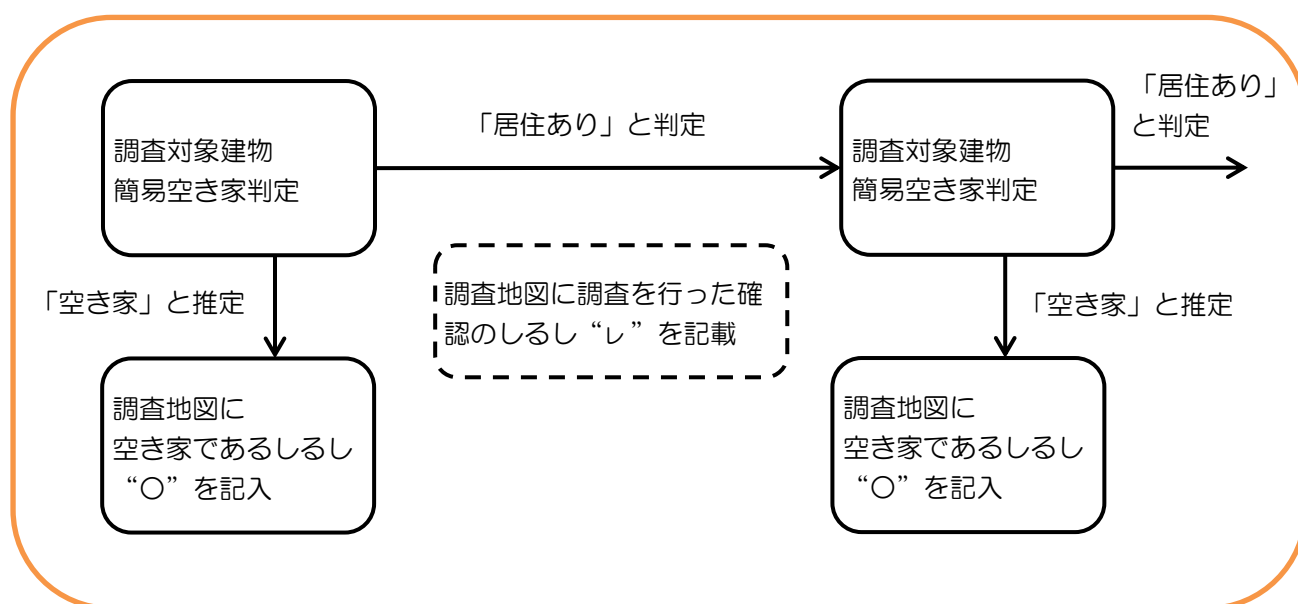 調査対象建物
簡易空き家判定
「居住あり」と判定
調査対象建物
簡易空き家判定
「居住あり」
と判定
「空き家」と推定
調査地図に調査を行った確
認のしるし“レ”を記載
「空き家」と推定
調査地図に
空き家であるしるし
“〇”を記入
調査地図に
空き家であるしるし
“〇”を記入